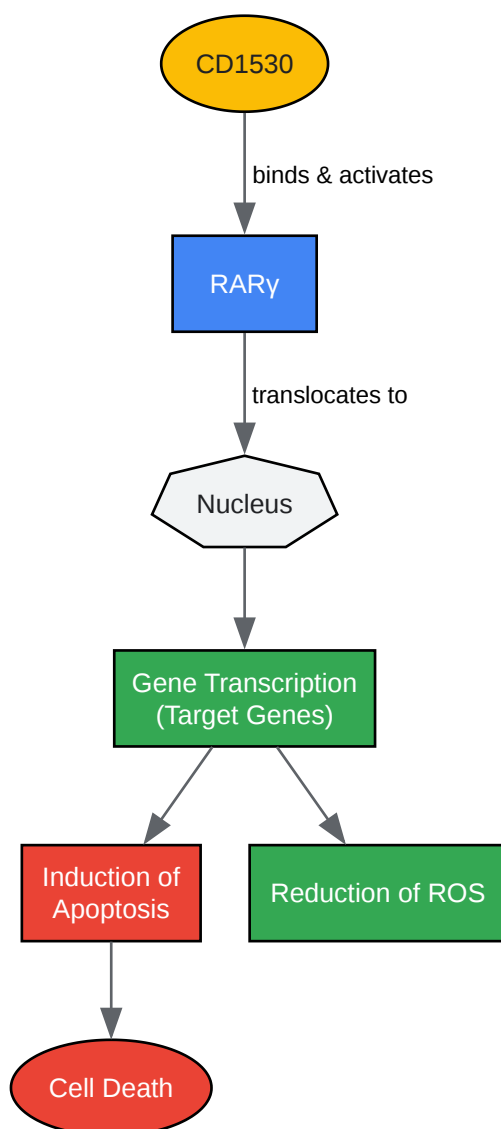 CD1530
binds & activates
RARγ
translocates to
Nucleus
Gene Transcription
(Target Genes)
Induction of
Apoptosis
Reduction of ROS
Cell Death